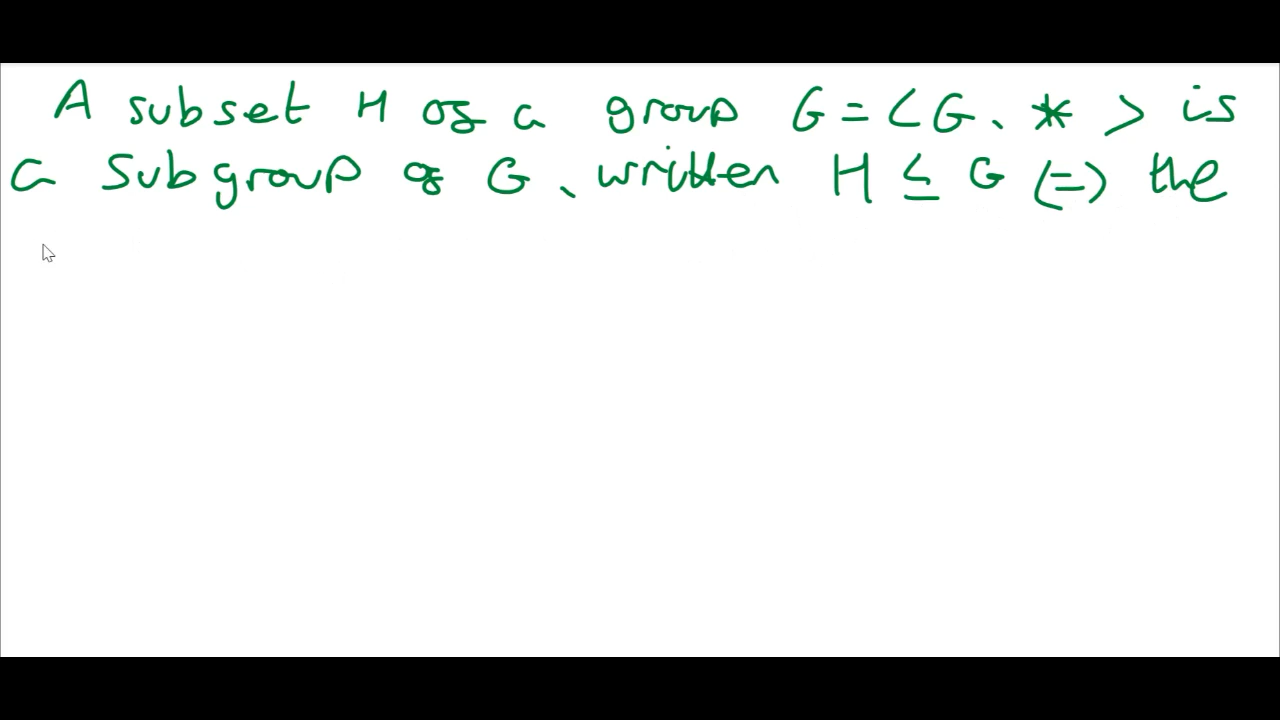 A subset H of a group G = <G, * > is
a subgroup of G, written H ≤ G (=) the